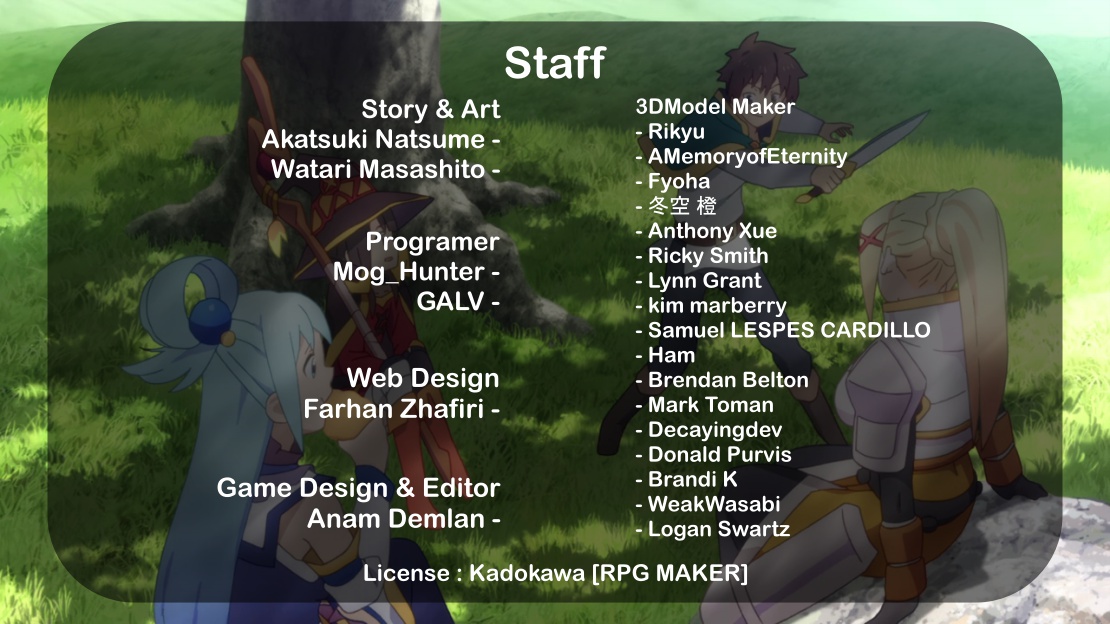 Staff
Story & Art
Akatsuki Natsume -
Watari Masashito -
Programer
Mog_Hunter -
GALV -
Web Design
Farhan Zhafiri -
Game Design & Editor
Anam Demlan -
3DModel Maker
- Rikyu
- AMemoryofEternity
- Fyoha
- 冬空 橙
- Anthony Xue
- Ricky Smith
- Lynn Grant
- kim marberry
- Samuel LESPES CARDILLO
- Ham
- Brendan Belton
- Mark Toman
- Decayingdev
- Donald Purvis
- Brandi K
- WeakWasabi
- Logan Swartz
License : Kadokawa [RPG MAKER]